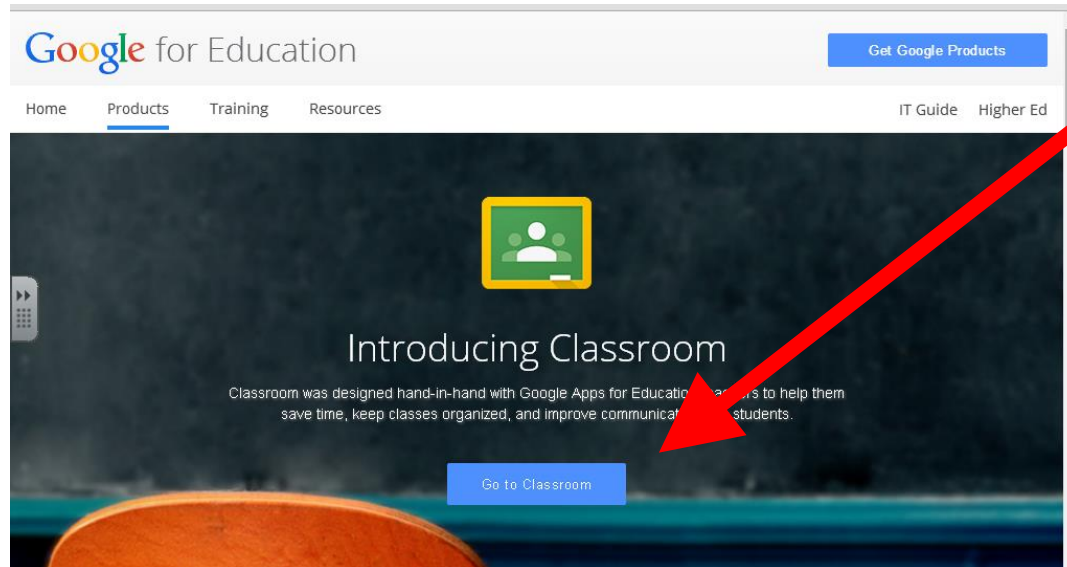 Google for Education
Get Google Products
Home Products Training Resources IT Guide Higher Ed
Introducing Classroom
Classroom was designed hand-in-hand with Google Apps for Education to help them
save time, keep classes organized, and improve students.
Go to Classroom